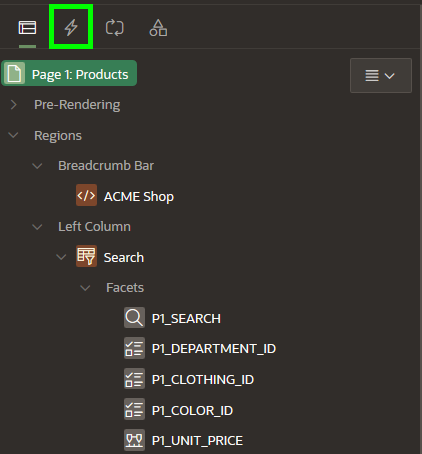 Page 1: Products
Pre-Rendering
Regions
Breadcrumb Bar
ACME Shop
Left Column
Search
Facets
P1_SEARCH
P1_DEPARTMENT_ID
P1_CLOTHING_ID
P1_COLOR_ID
P1_UNIT_PRICE